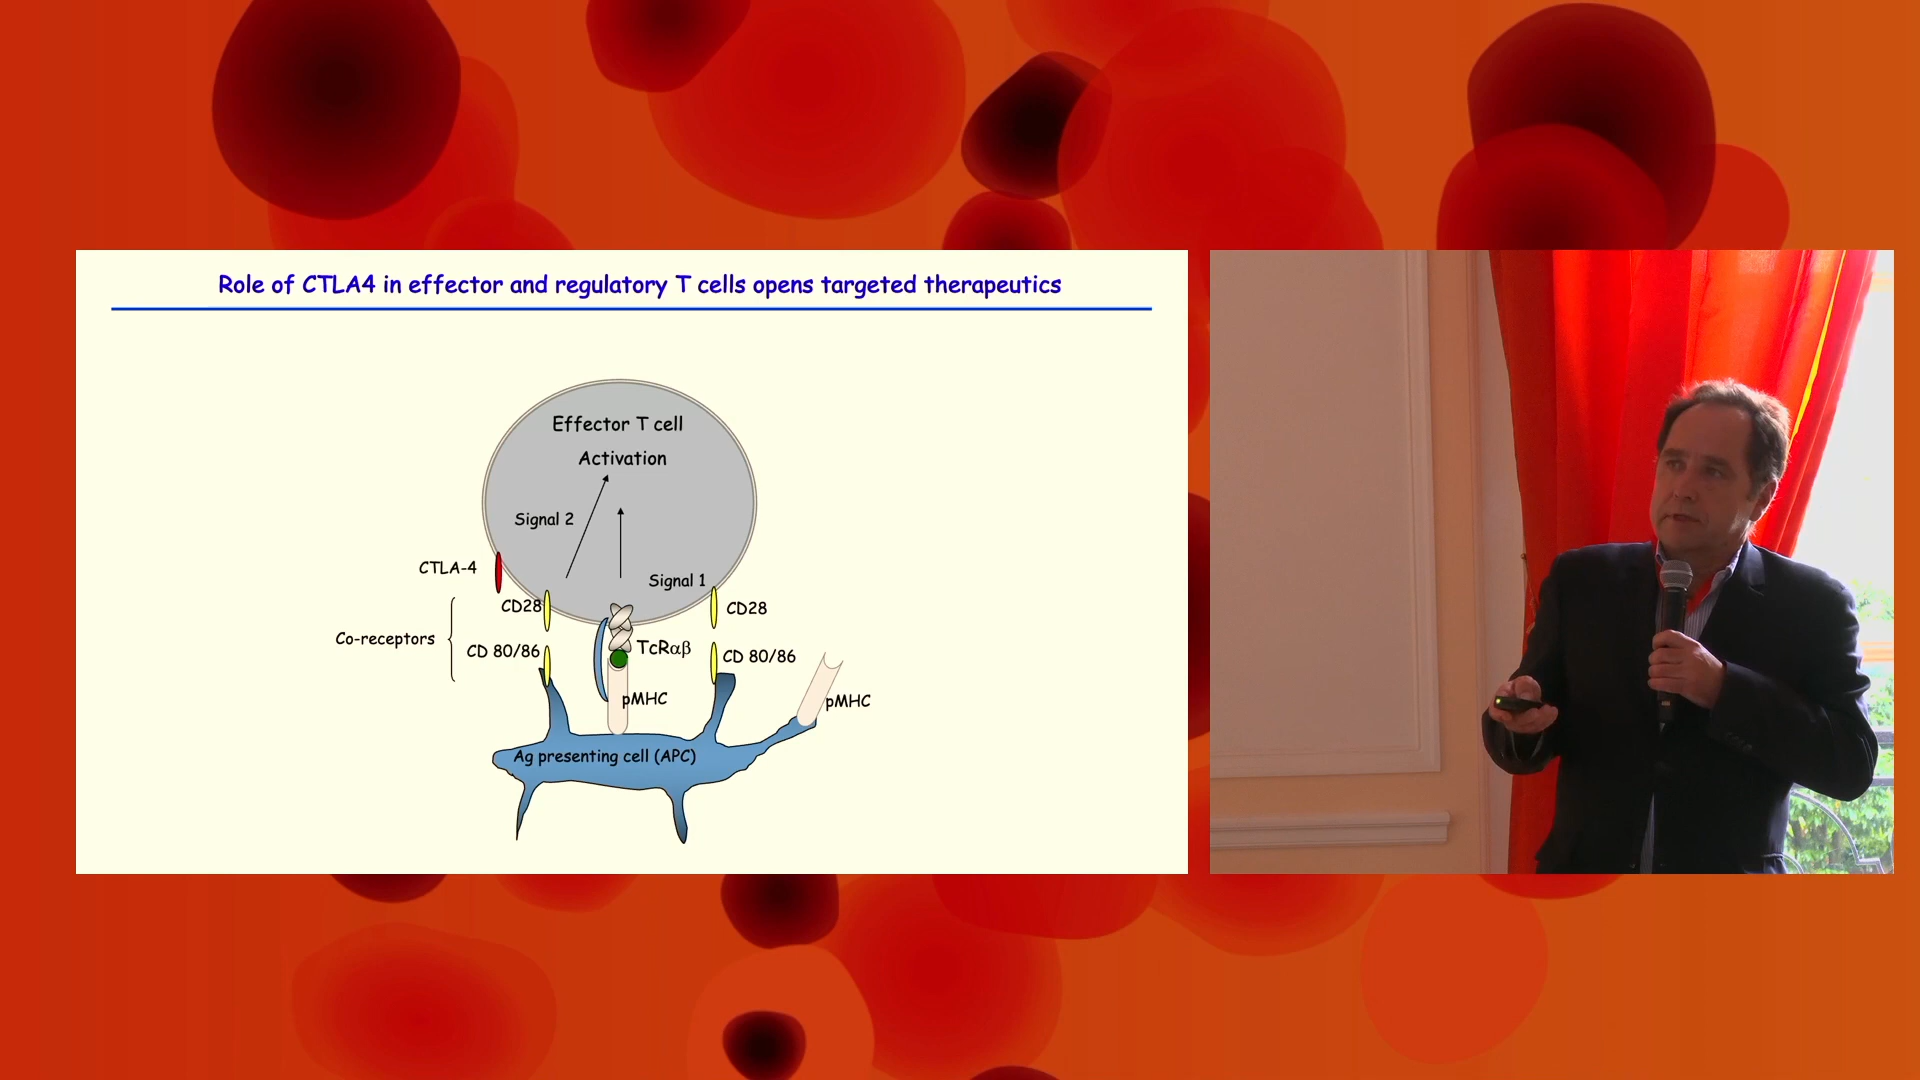 Role of CTLA4 in effector and regulatory T cells opens targeted therapeutics
Effector T cell
Activation
Signal 2
Signal 1
CTLA-4
CD28
CD28
Co-receptors
CD 80/86
TcRαβ
CD 80/86
pMHC
pMHC
Ag presenting cell (APC)